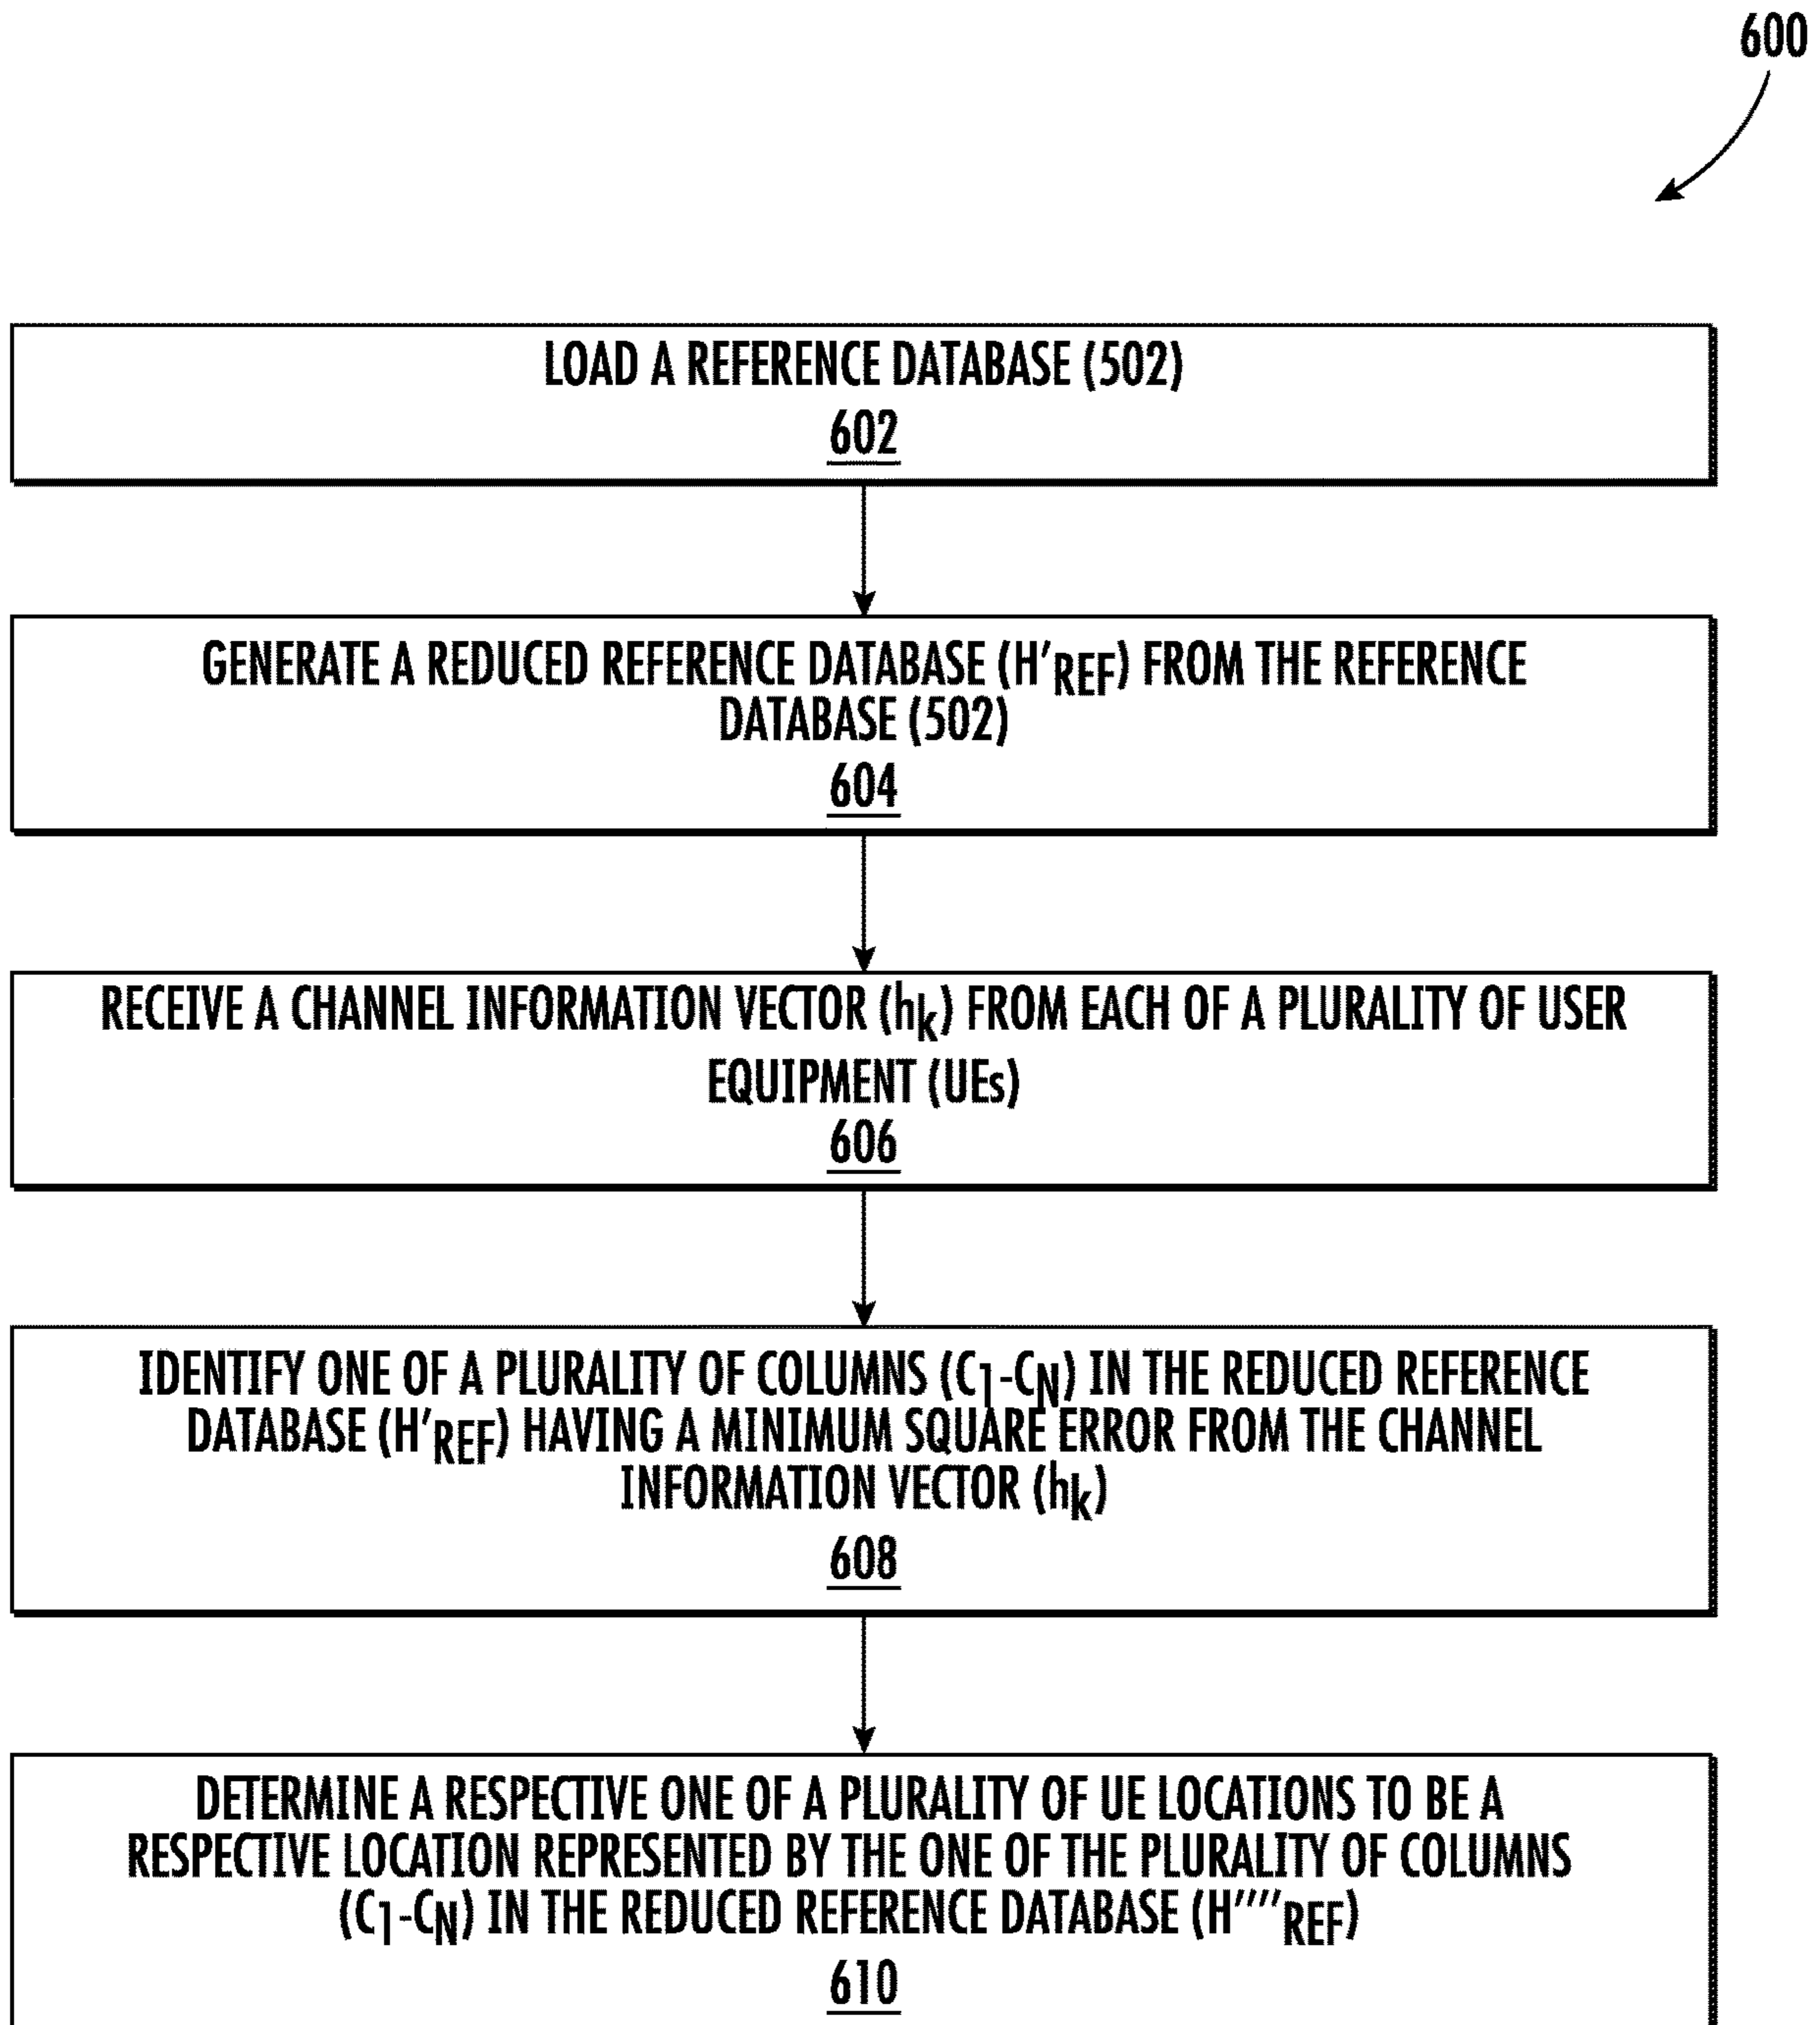 600
LOAD A REFERENCE DATABASE (502)
602
GENERATE A REDUCED REFERENCE DATABASE (H'REF) FROM THE REFERENCE
DATABASE (502)
604
RECEIVE A CHANNEL INFORMATION VECTOR (hk) FROM EACH OF A PLURALITY OF USER
EQUIPMENT (UEs)
606
IDENTIFY ONE OF A PLURALITY OF COLUMNS (C1-CN) IN THE REDUCED REFERENCE
DATABASE (H'REF) HAVING A MINIMUM SQUARE ERROR FROM THE CHANNEL
INFORMATION VECTOR (hk)
608
DETERMINE A RESPECTIVE ONE OF A PLURALITY OF UE LOCATIONS TO BE A
RESPECTIVE LOCATION REPRESENTED BY THE ONE OF THE PLURALITY OF COLUMNS
(C1-CN) IN THE REDUCED REFERENCE DATABASE (H''''REF)
610